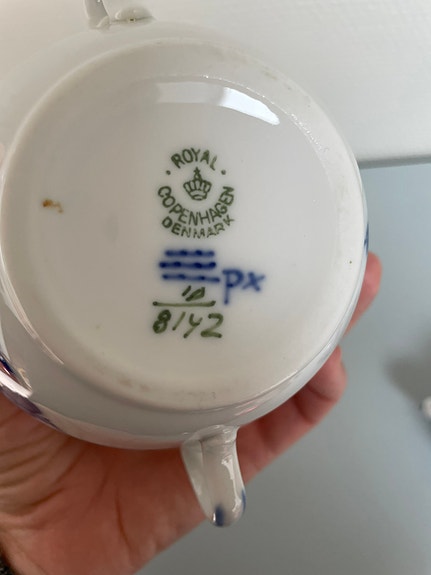 · ROYAL ·
COPENHAGEN
DENMARK
px
10
8142